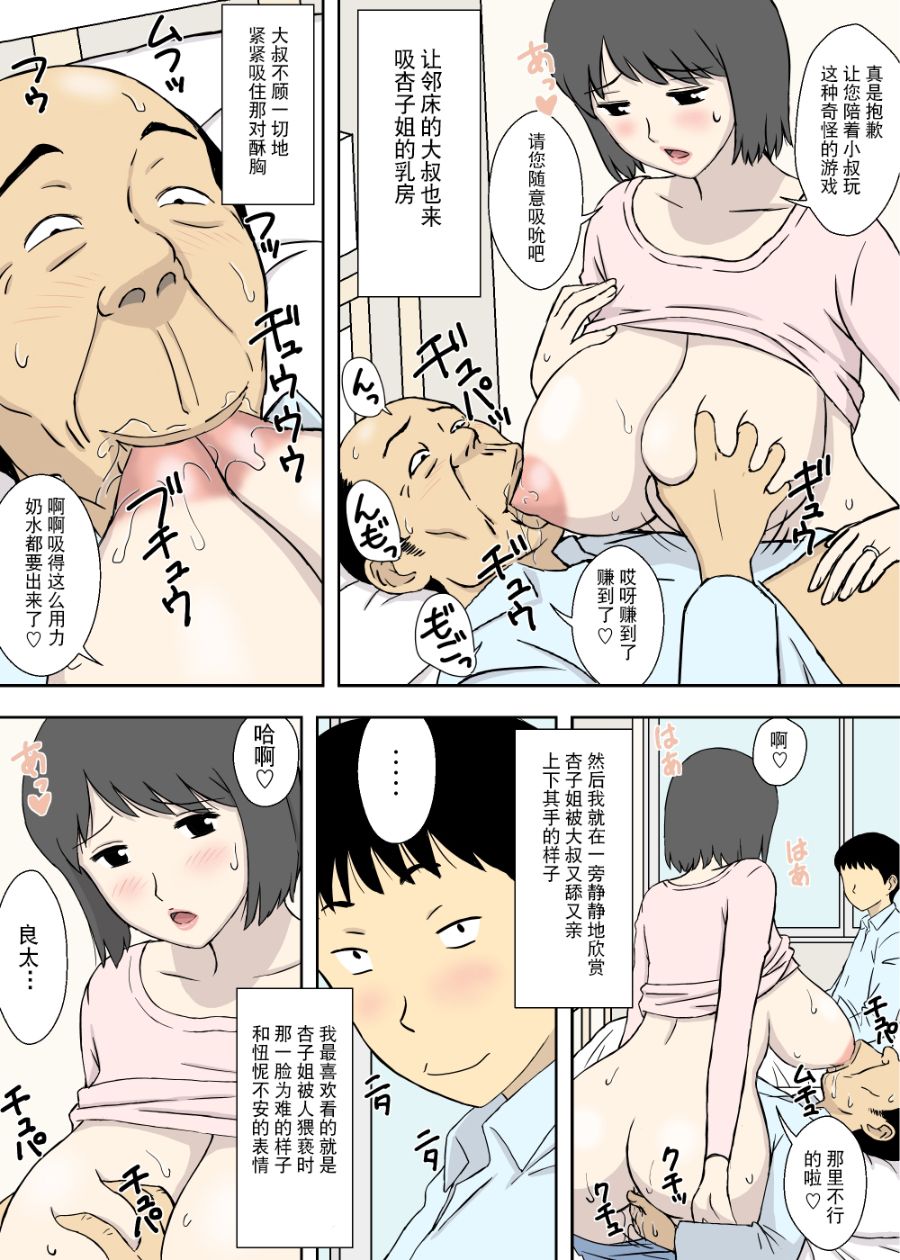 真是抱歉
让您陪着小叔玩
这种奇怪的游戏
あっ♥
请您随意吸吮吧
让邻床的大叔也来
吸杏子姐的乳房
ギュパッ
んっ
んもっ
もごっ
ヂュウ
ギュウ
哎呀赚到了
赚到了♡
大叔不顾一切地
紧紧吸住那对酥胸
ムフッ
フゥ
フッ
ギュウウウ
ブキュウ
啊啊吸得这么用力
奶水都要出来了♡
啊♡
はぁ
はぁ
チュパ
ムチュ
クチッ
クチュ
那里不行
的啦♡
然后我就在一旁静静地欣赏
杏子姐被大叔又舔又亲
上下其手的样子
……
ニタニタ
我最喜欢看的就是
杏子姐被人猥亵时
那一脸为难的样子
和忸怩不安的表情
哈啊♡
あっ♥
良太…
チュパ
チュパ